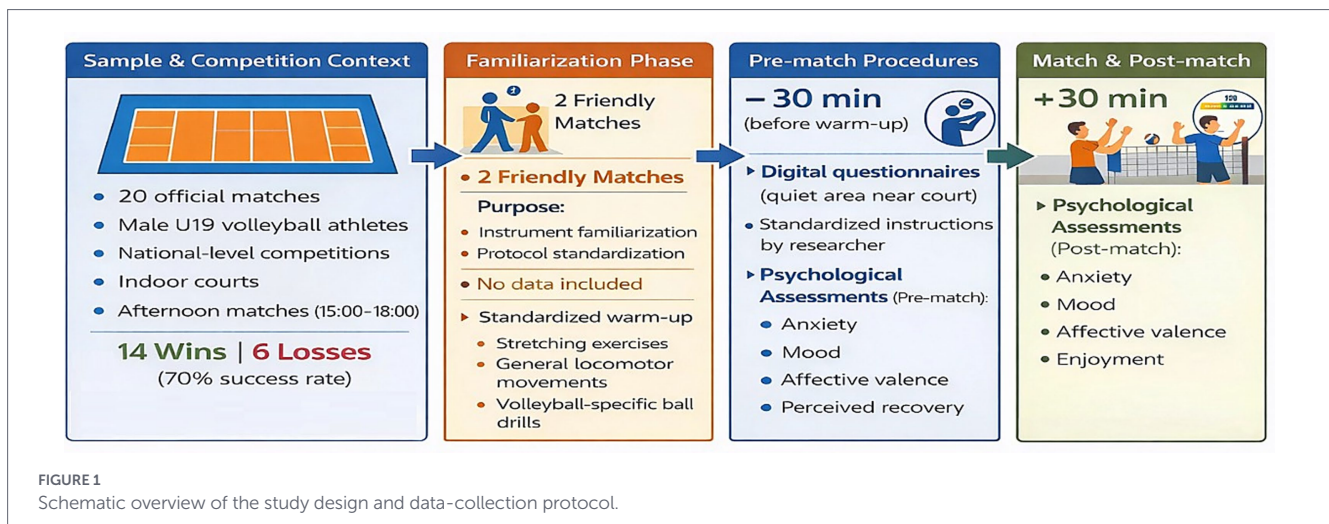 Sample & Competition Context
• 20 official matches
• Male U19 volleyball athletes
• National-level competitions
• Indoor courts
• Afternoon matches (15:00–18:00)
14 Wins | 6 Losses
(70% success rate)
Familiarization Phase
2 Friendly
Matches
• 2 Friendly Matches
Purpose:
• Instrument familiarization
• Protocol standardization
• No data included
▸ Standardized warm-up
• Stretching exercises
• General locomotor
movements
• Volleyball-specific ball
drills
Pre-match Procedures
– 30 min
(before warm-up)
▸ Digital questionnaires
(quiet area near court)
• Standardized instructions
by researcher
▸ Psychological
Assessments (Pre-match):
• Anxiety
• Mood
• Affective valence
• Perceived recovery
Match & Post-match
+30 min
▸ Psychological
Assessments
(Post-match):
• Anxiety
• Mood
• Affective valence
• Enjoyment
FIGURE 1
Schematic overview of the study design and data-collection protocol.